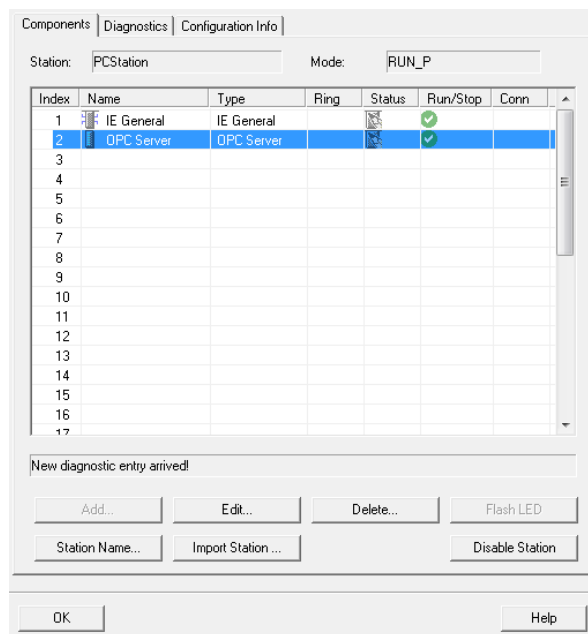 Components Diagnostics Configuration Info
Station: PCStation Mode: RUN_P
Index Name Type Ring Status Run/Stop Conn
1 IE General IE General
2 OPC Server OPC Server
3
4
5
6
7
8
9
10
11
12
13
14
15
16
17
New diagnostic entry arrived!
Add... Edit... Delete... Flash LED
Station Name... Import Station ... Disable Station
OK Help